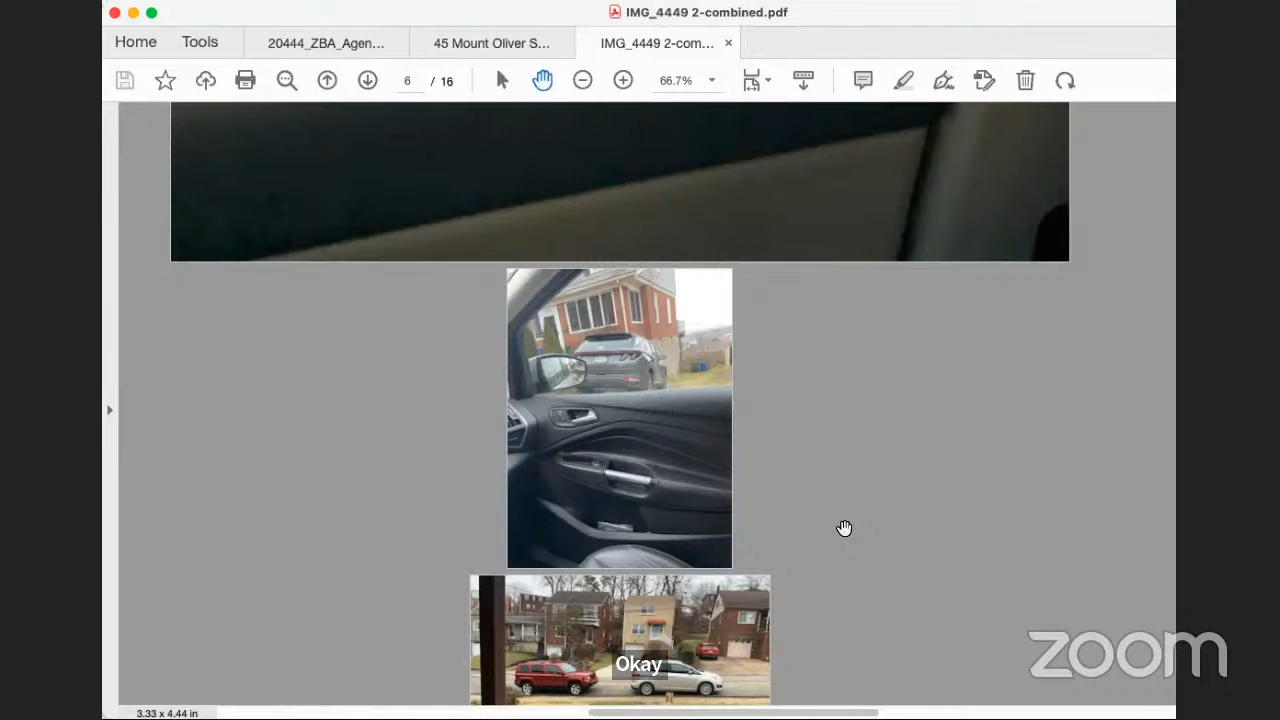 IMG_4449 2-combined.pdf
Home Tools 20444_ZBA_Agen... 45 Mount Oliver S... IMG_4449 2-com... ×
6 / 16 66.7%
Okay
zoom
3.33 x 4.44 in